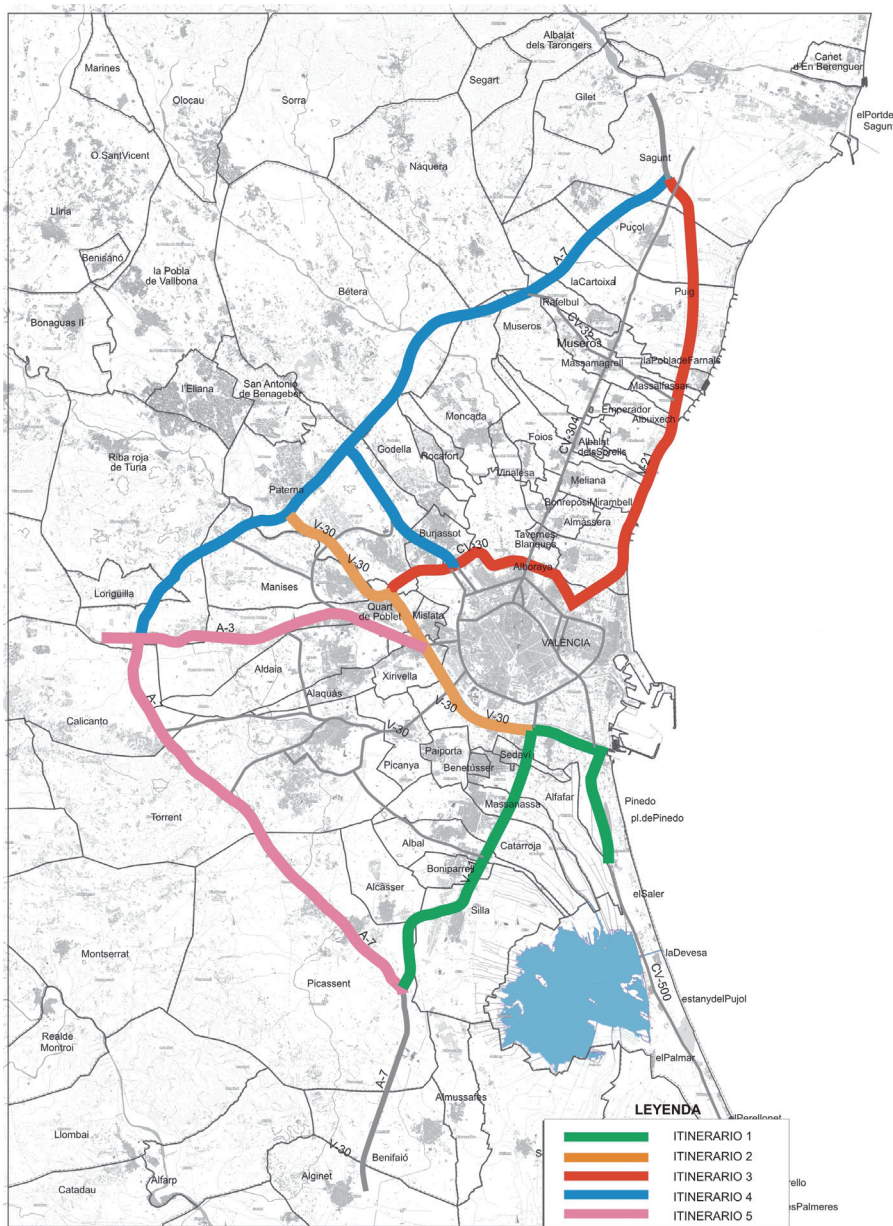 Albalat
dels Tarongers
Canet
d'En Berenguer
Marines
Segart
Olocau
Sorra
Gilet
elPortde
Sagunt
O.SantVicent
Náquera
Sagunt
Llíria
Puçol
Benisanó
la Pobla
de Vallbona
A-7
laCartoixa
Bétera
Rafelbul
Puig
Bonaguas II
Museros
CV-32
Museros
laPobladeFarnals
Massamagrell
l'Eliana
San Antonio
de Benageber
Massalfassar
Emperador
Moncada
Albuixech
CV-304
Foios
Godella
Albalat
delsSorells
Rocafort
Riba roja
de Turia
Vinalesa
V-21
Meliana
Paterna
BonreposiMirambell
Almàssera
V-30
Burjassot
Tavernes
Blanques
CV-30
V-30
Alboraya
Manises
Loriguilla
Quart
de Poblet
Mislata
A-3
VALÈNCIA
Aldaia
Xirivella
Alaquàs
A-
V-30
Calicanto
V-30
V-30
Paiporta
Sedaví
Picanya
Benetússer
Alfafar
Massanassa
Pinedo
Torrent
pl.dePinedo
Albal
Catarroja
Boniparrell
Alcàsser
elSaler
Silla
A-7
Montserrat
laDevesa
Picassent
CV-500
estanydelPujol
Realde
Montroi
elPalmar
A-7
Almussafes
LEYENDA
elPerellonet
Llombai
V-30
Benifaió
ITINERARIO 1
ITINERARIO 2
Alginet
Alfarp
ITINERARIO 3
Catadau
ITINERARIO 4
ITINERARIO 5